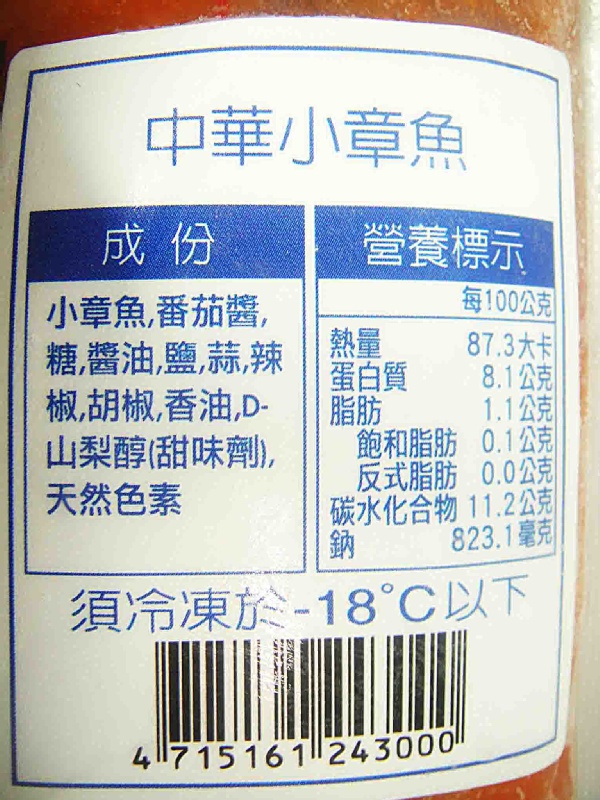 中華小章魚
成份
小章魚,番茄醬,
糖,醬油,鹽,蒜,辣
椒,胡椒,香油,D-
山梨醇(甜味劑),
天然色素
營養標示
每100公克
熱量 87.3大卡
蛋白質 8.1公克
脂肪 1.1公克
飽和脂肪 0.1公克
反式脂肪 0.0公克
碳水化合物 11.2公克
鈉 823.1毫克
須冷凍於-18°C以下
4 715161 243000